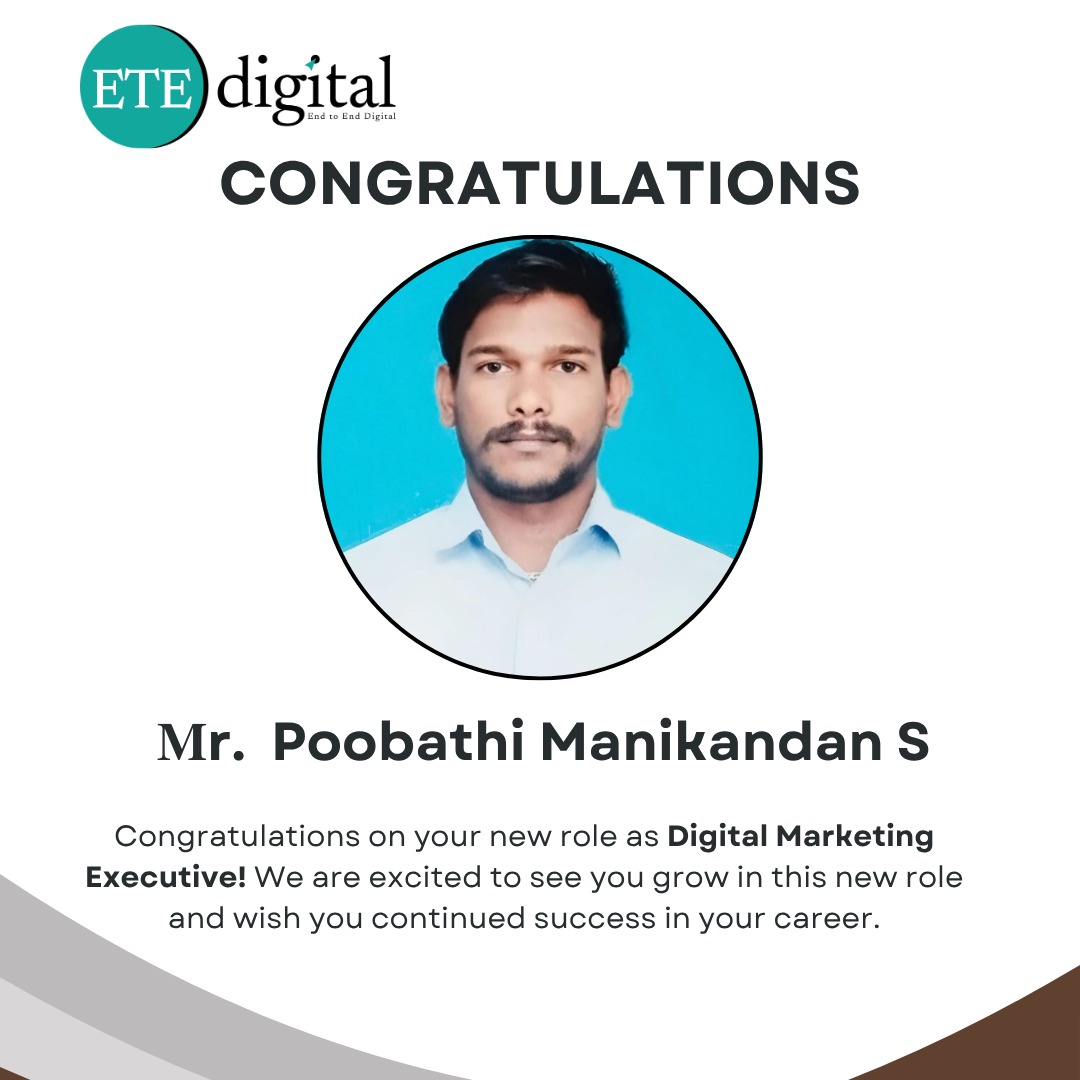 ETE digital
End to End Digital
CONGRATULATIONS
Mr. Poobathi Manikandan S
Congratulations on your new role as Digital Marketing
Executive! We are excited to see you grow in this new role
and wish you continued success in your career.